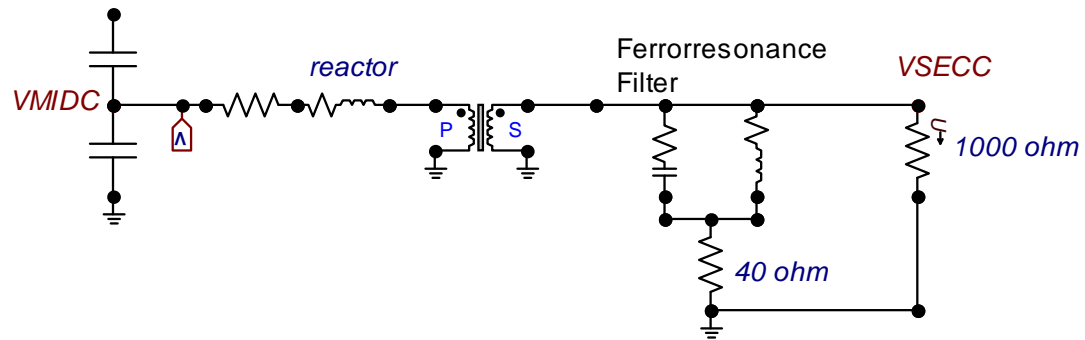 Ferrorresonance
Filter
reactor
VSECC
VMIDC
V
P
S
U
1000 ohm
40 ohm